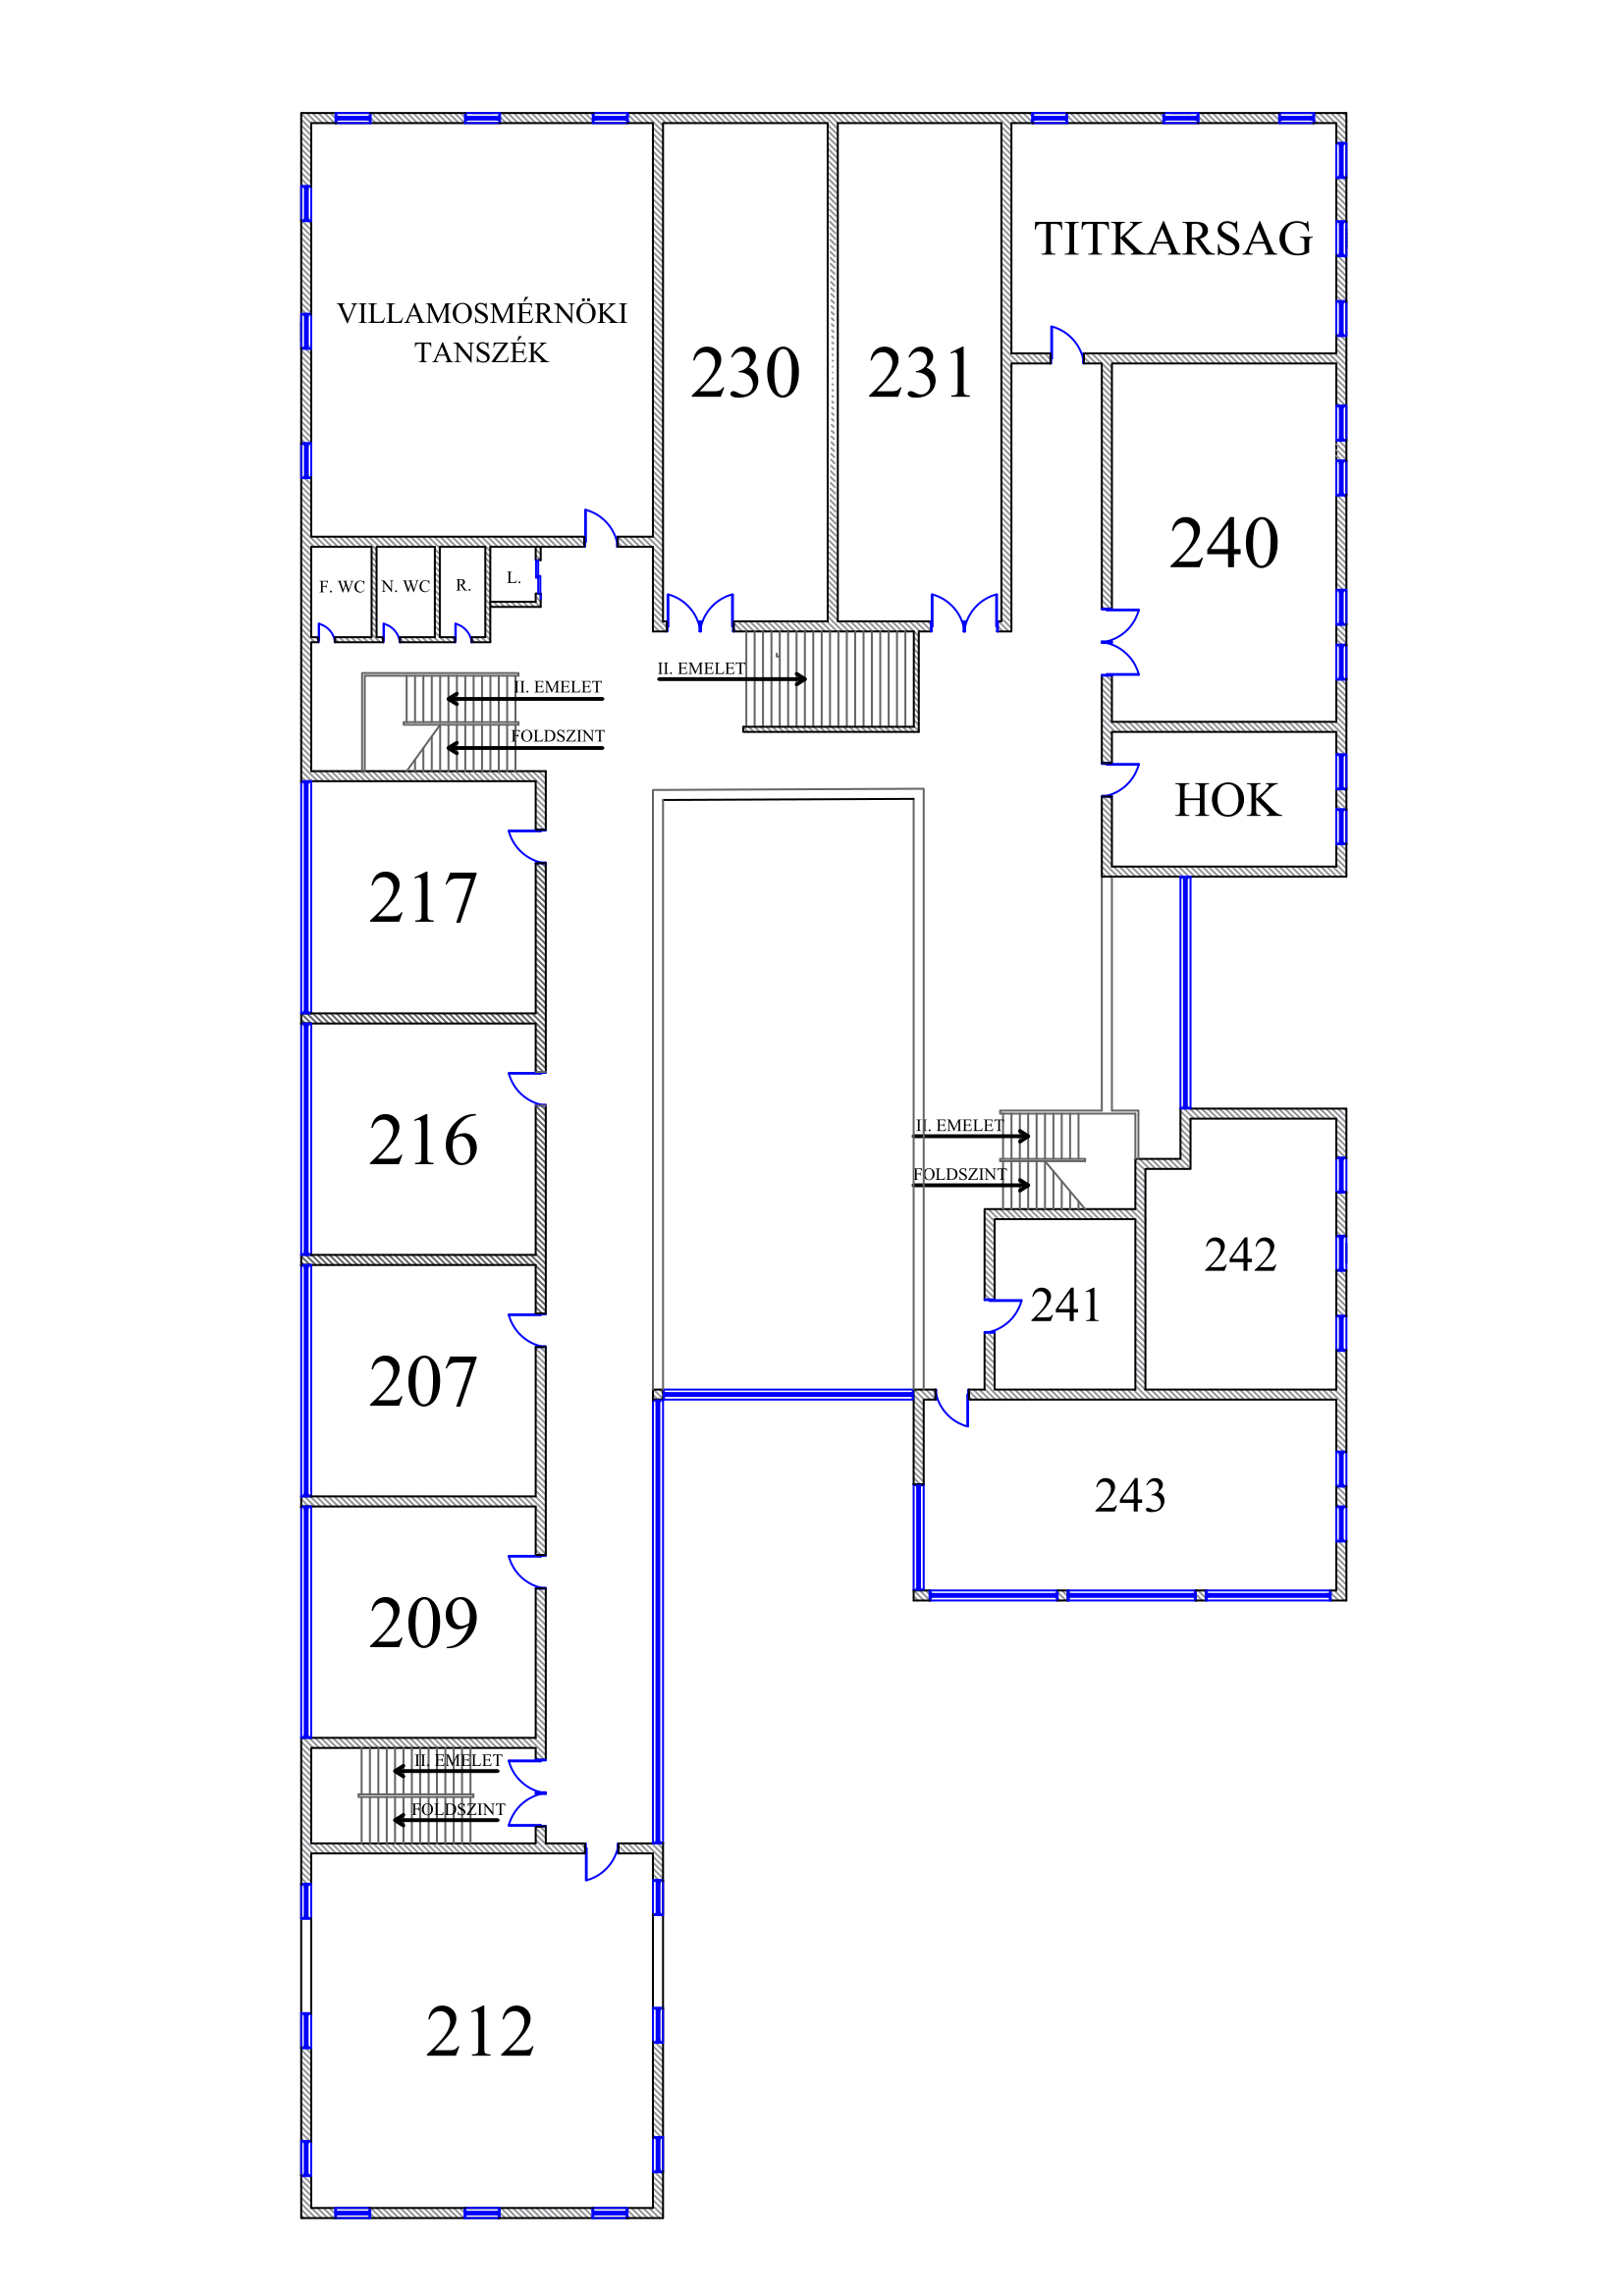 TITKARSAG
VILLAMOSMÉRNÖKI
TANSZÉK
230
231
240
F. WC
N. WC
R.
L.
II. EMELET
II. EMELET
FOLDSZINT
HOK
217
216
II. EMELET
FOLDSZINT
242
241
207
243
209
II. EMELET
FOLDSZINT
212